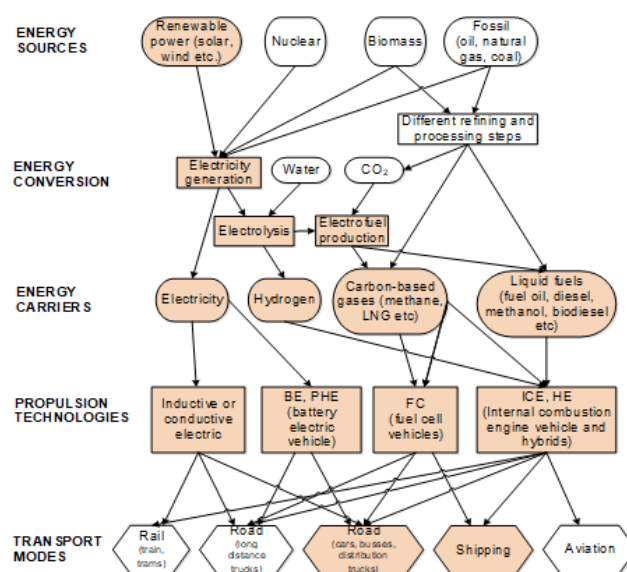 ENERGY
SOURCES
Renewable
power (solar,
wind etc.)
Nuclear
Biomass
Fossil
(oil, natural
gas, coal)
Different refining and
processing steps
ENERGY
CONVERSION
Electricity
generation
Water
CO₂
Electrolysis
Electrofuel
production
ENERGY
CARRIERS
Electricity
Hydrogen
Carbon-based
gases (methane,
LNG etc)
Liquid fuels
(fuel oil, diesel,
methanol, biodiesel
etc)
PROPULSION
TECHNOLOGIES
Inductive or
conductive
electric
BE, PHE
(battery
electric
vehicle)
FC
(fuel cell
vehicles)
ICE, HE
(Internal combustion
engine vehicle and
hybrids)
TRANSPORT
MODES
Rail
(train,
trams)
Road
(long
distance
trucks)
Road
(cars, busses,
distribution
trucks)
Shipping
Aviation